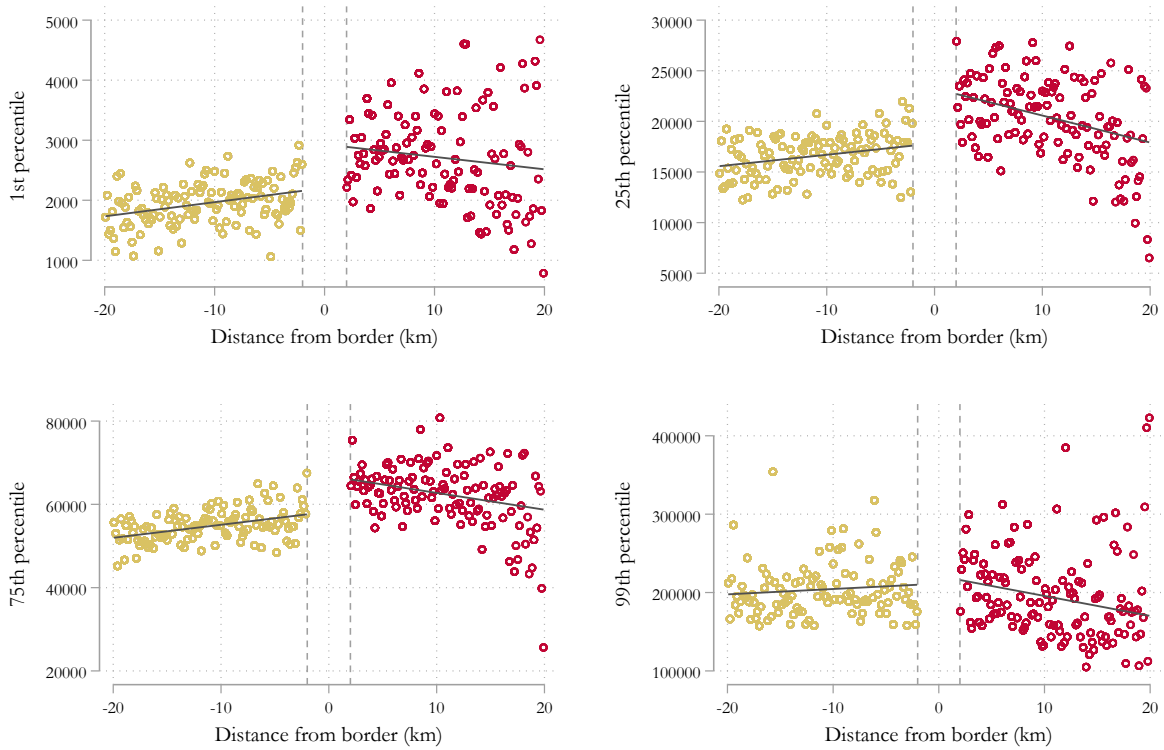 5000
4000
3000
2000
1000
1st percentile
-20 -10 0 10 20
Distance from border (km)
30000
25000
20000
15000
10000
5000
25th percentile
-20 -10 0 10 20
Distance from border (km)
80000
60000
40000
20000
75th percentile
-20 -10 0 10 20
Distance from border (km)
400000
300000
200000
100000
99th percentile
-20 -10 0 10 20
Distance from border (km)